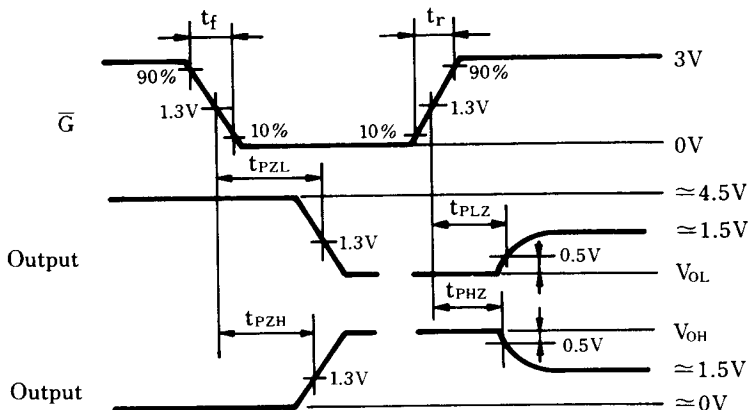 tf
tr
90%
90%
3V
1.3V
1.3V
G̅
10%
10%
0V
tPZL
≃4.5V
tPLZ
≃1.5V
1.3V
0.5V
Output
VOL
tPHZ
tPZH
VOH
0.5V
1.3V
≃1.5V
Output
≃0V